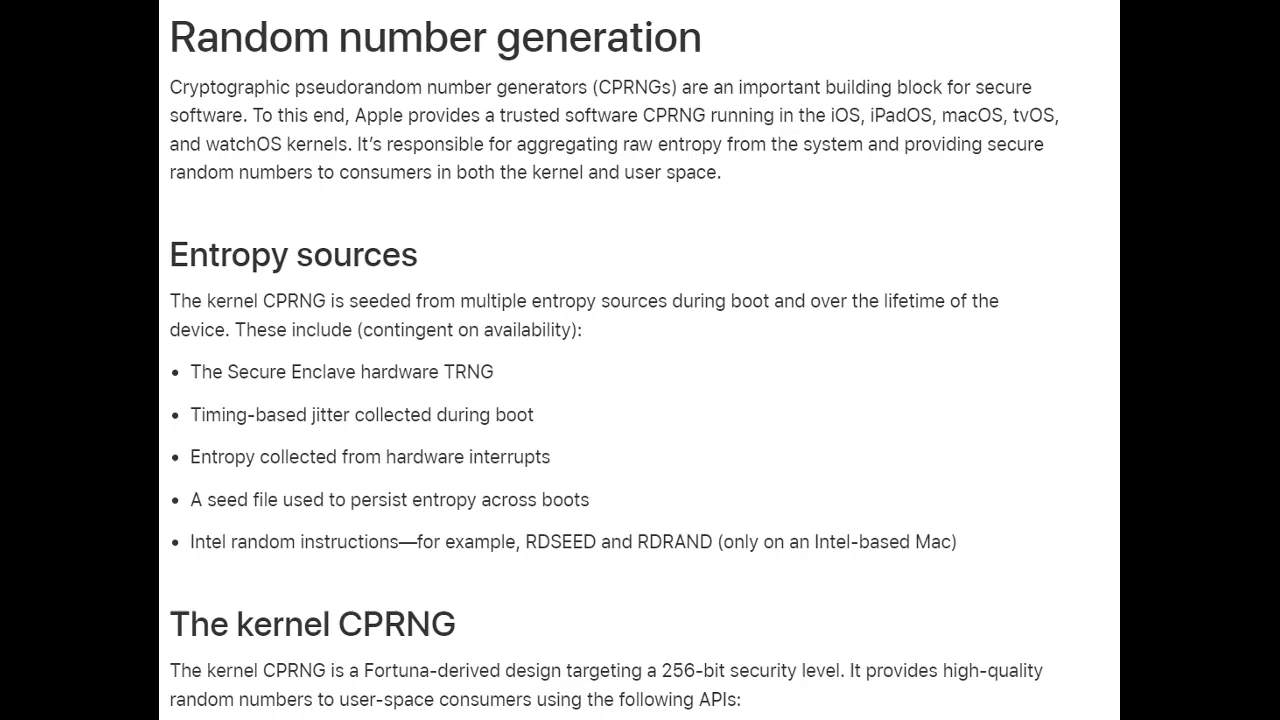 Random number generation
Cryptographic pseudorandom number generators (CPRNGs) are an important building block for secure
software. To this end, Apple provides a trusted software CPRNG running in the iOS, iPadOS, macOS, tvOS,
and watchOS kernels. It’s responsible for aggregating raw entropy from the system and providing secure
random numbers to consumers in both the kernel and user space.
Entropy sources
The kernel CPRNG is seeded from multiple entropy sources during boot and over the lifetime of the
device. These include (contingent on availability):
• The Secure Enclave hardware TRNG
• Timing-based jitter collected during boot
• Entropy collected from hardware interrupts
• A seed file used to persist entropy across boots
• Intel random instructions—for example, RDSEED and RDRAND (only on an Intel-based Mac)
The kernel CPRNG
The kernel CPRNG is a Fortuna-derived design targeting a 256-bit security level. It provides high-quality
random numbers to user-space consumers using the following APIs: